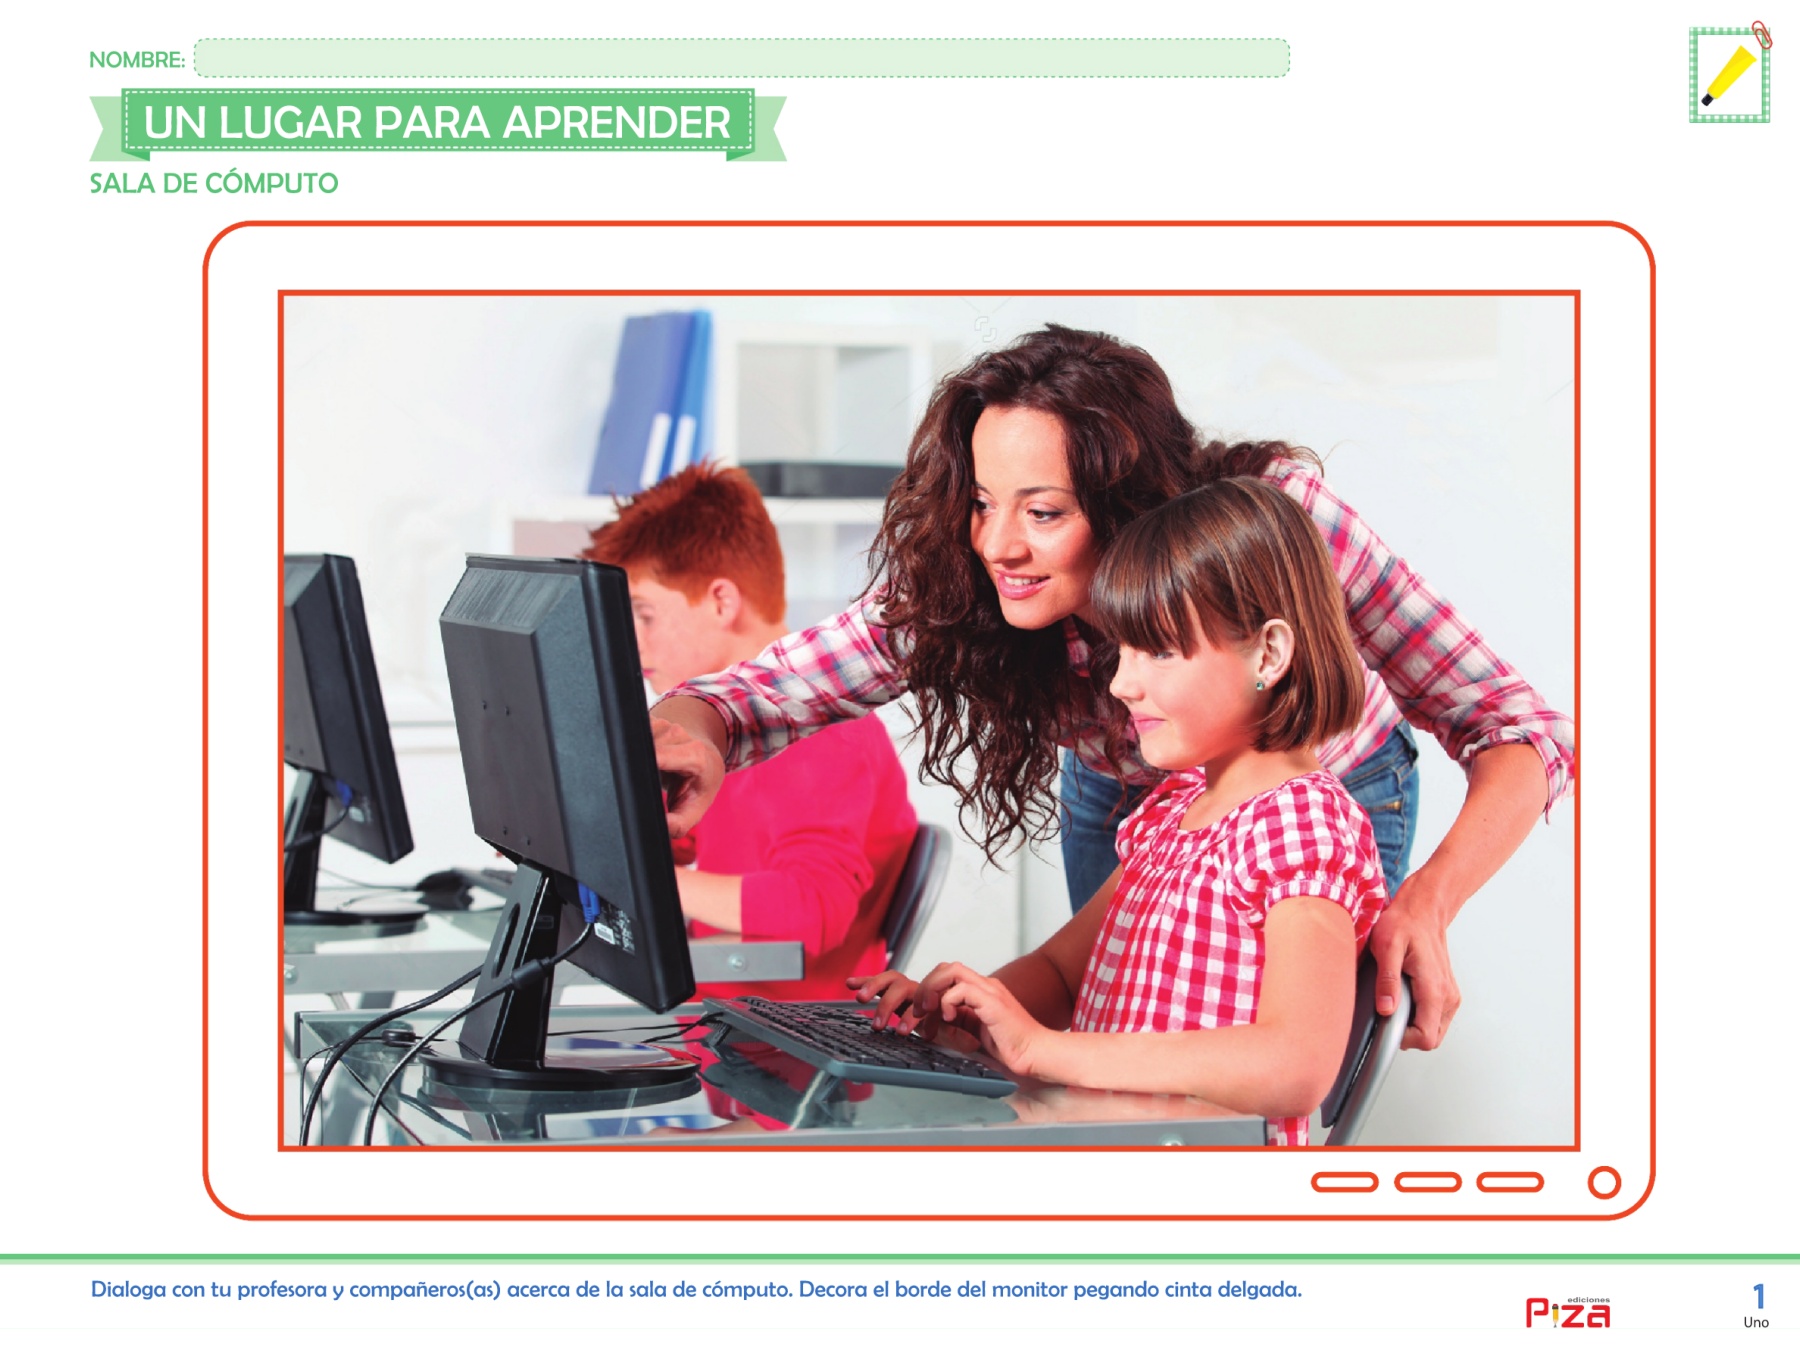 NOMBRE:
UN LUGAR PARA APRENDER
SALA DE CÓMPUTO
Dialoga con tu profesora y compañeros(as) acerca de la sala de cómputo. Decora el borde del monitor pegando cinta delgada.
ediciones
Piza
1
Uno